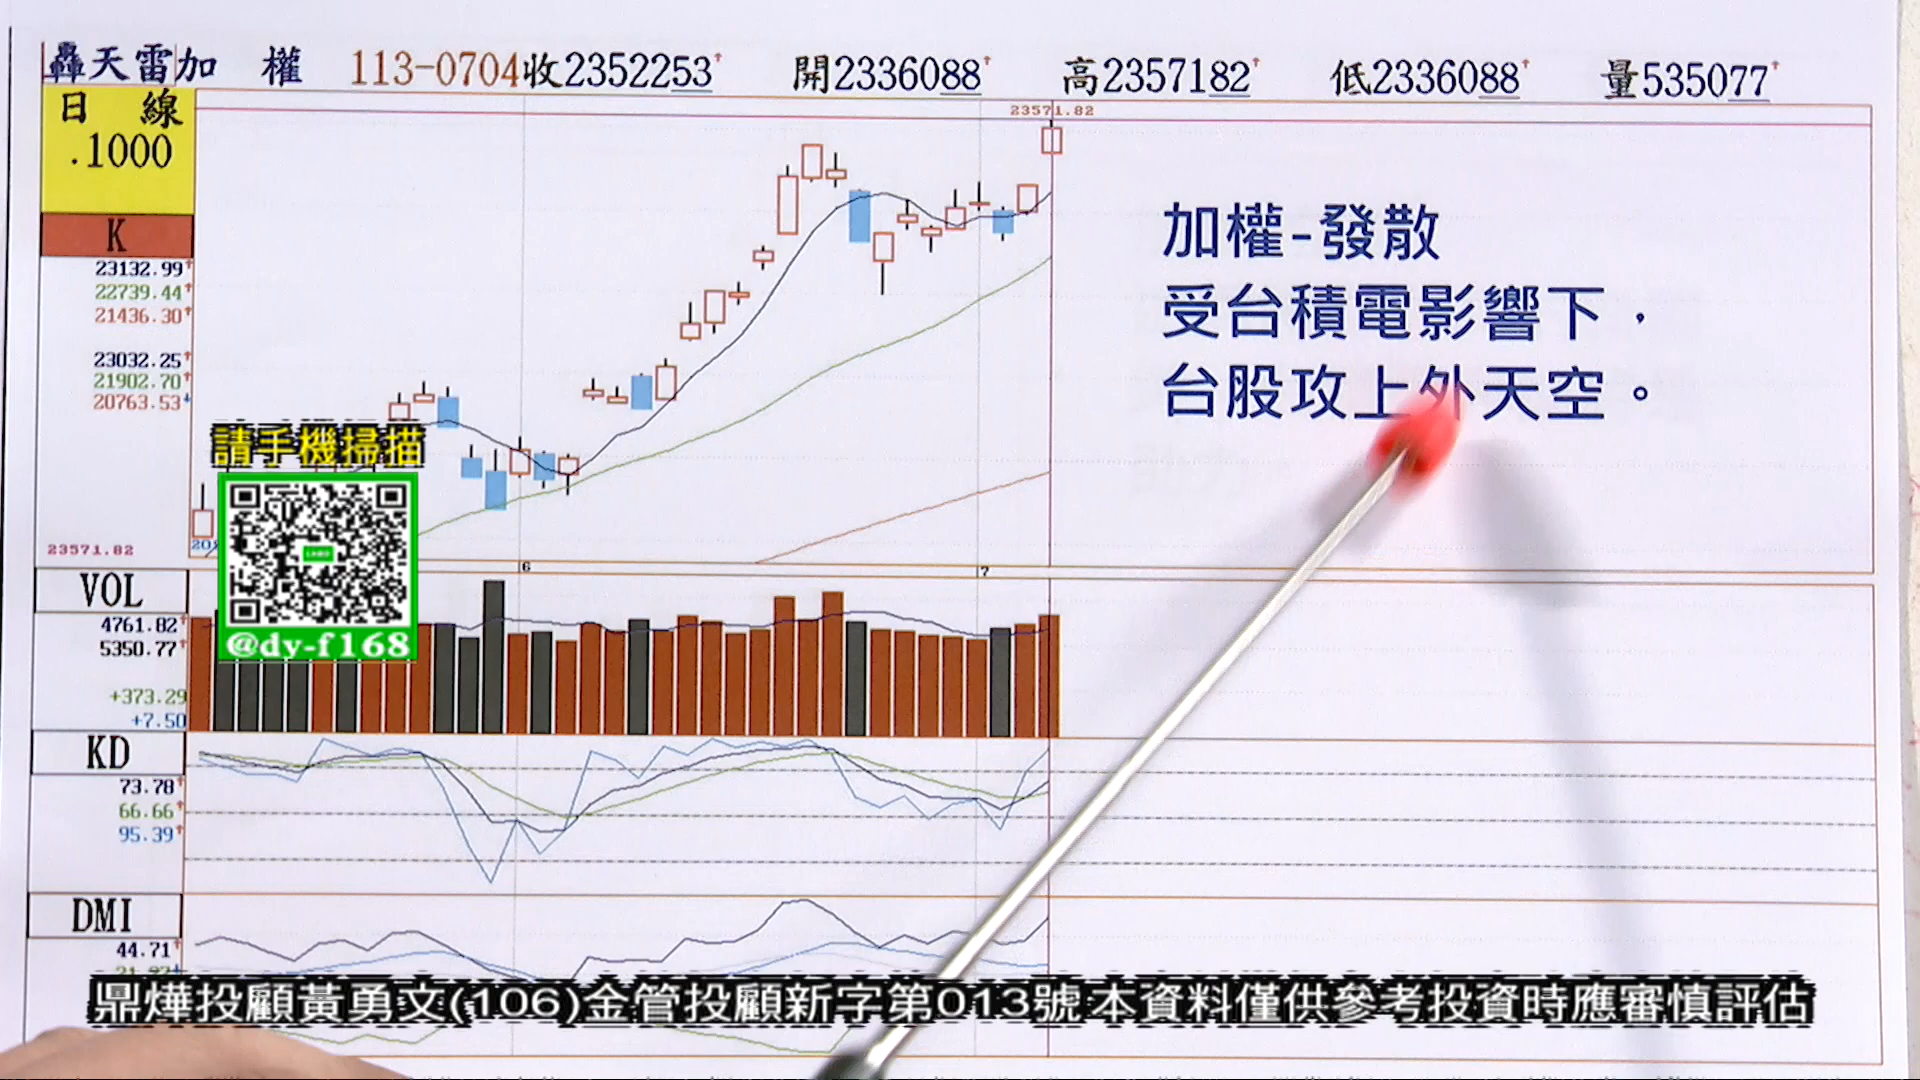 轟天雷加 權 113-0704收2352253↑ 開2336088↑ 高2357182↑ 低2336088↑ 量535077↑
日 線
.1000
K
23132.99↑
22739.44↑
21436.30↑
23032.25↑
21902.70↑
20763.53↓
23571.82
23571.82
加權-發散
受台積電影響下，
台股攻上外天空。
請手機掃描
@dy-f168
6
7
VOL
4761.82↑
5350.77↑
+373.29
+7.50
KD
73.78↑
66.66↑
95.39↑
DMI
44.71↑
鼎燁投顧黃勇文(106)金管投顧新字第013號本資料僅供參考投資時應審慎評估